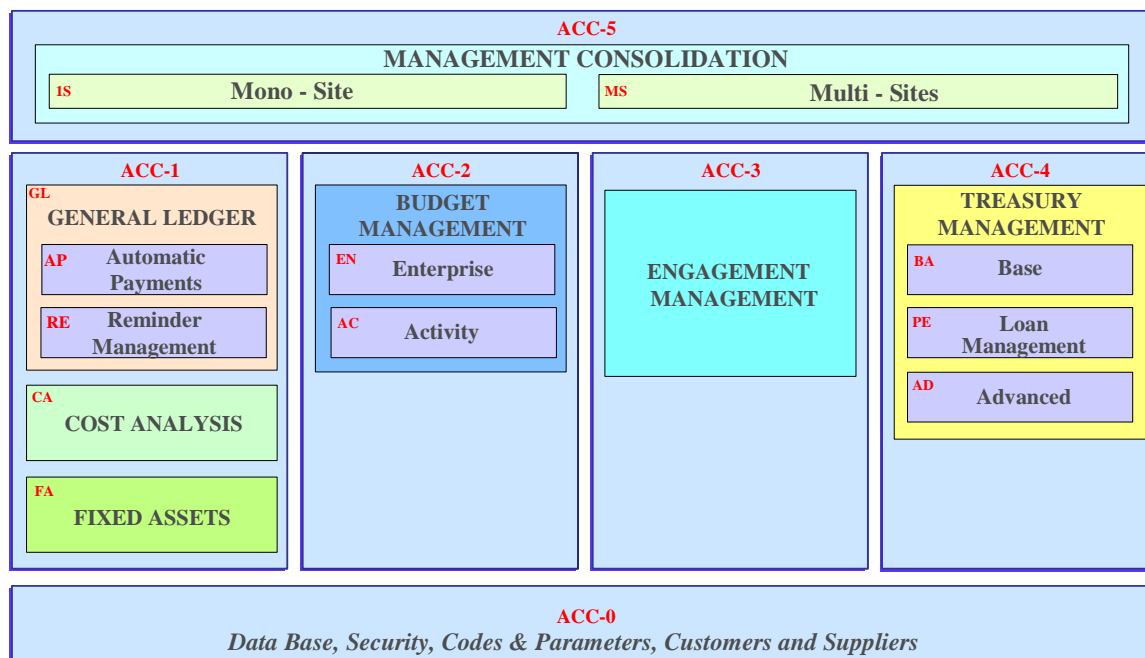 ACC-5
MANAGEMENT CONSOLIDATION
1S
Mono - Site
MS
Multi - Sites
ACC-1
GL
GENERAL LEDGER
AP
Automatic
Payments
RE
Reminder
Management
CA
COST ANALYSIS
FA
FIXED ASSETS
ACC-2
BUDGET
MANAGEMENT
EN
Enterprise
AC
Activity
ACC-3
ENGAGEMENT
MANAGEMENT
ACC-4
TREASURY
MANAGEMENT
BA
Base
PE
Loan
Management
AD
Advanced
ACC-0
Data Base, Security, Codes & Parameters, Customers and Suppliers